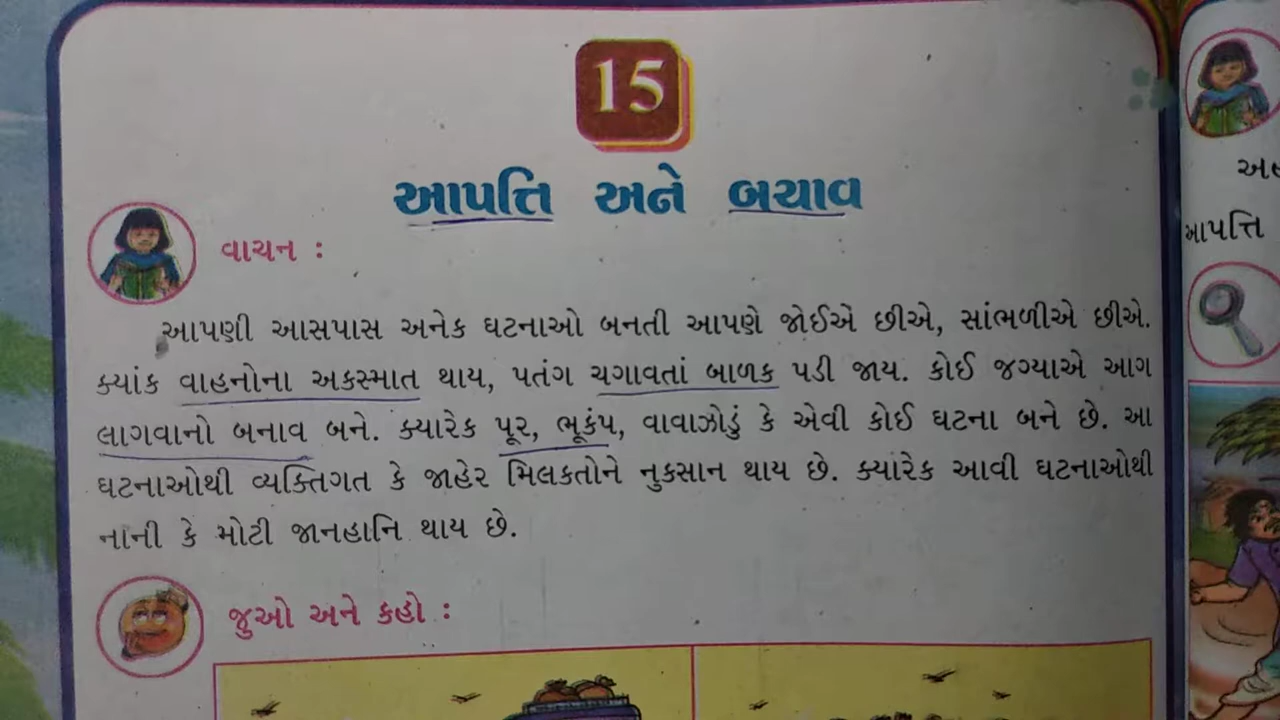 15
આપત્તિ અને બચાવ
વાચન :
આપણી આસપાસ અનેક ઘટનાઓ બનતી આપણે જોઈએ છીએ, સાંભળીએ છીએ.
ક્યાંક વાહનોના અકસ્માત થાય, પતંગ ચગાવતાં બાળક પડી જાય. કોઈ જગ્યાએ આગ
લાગવાનો બનાવ બને. ક્યારેક પૂર, ભૂકંપ, વાવાઝોડું કે એવી કોઈ ઘટના બને છે. આ
ઘટનાઓથી વ્યક્તિગત કે જાહેર મિલકતોને નુકસાન થાય છે. ક્યારેક આવી ઘટનાઓથી
નાની કે મોટી જાનહાનિ થાય છે.
જુઓ અને કહો :
આપત્તિ